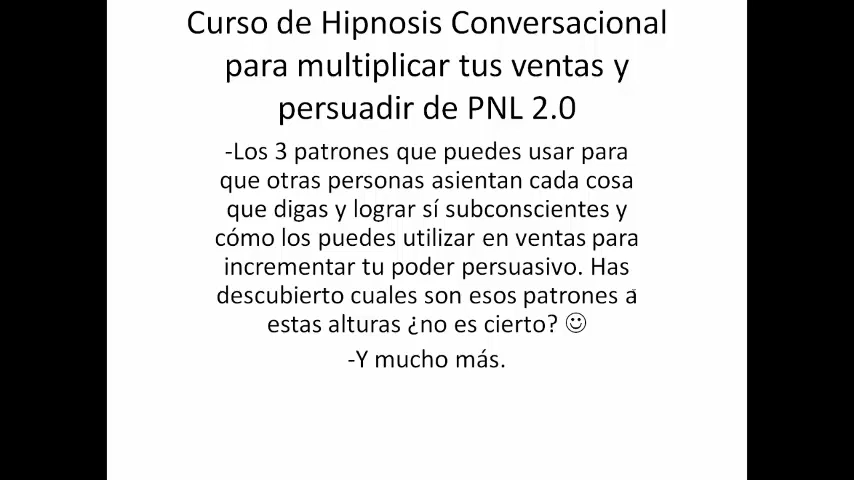 Curso de Hipnosis Conversacional
para multiplicar tus ventas y
persuadir de PNL 2.0
-Los 3 patrones que puedes usar para
que otras personas asientan cada cosa
que digas y lograr sí subconscientes y
cómo los puedes utilizar en ventas para
incrementar tu poder persuasivo. Has
descubierto cuales son esos patrones a
estas alturas ¿no es cierto? ☺
-Y mucho más.